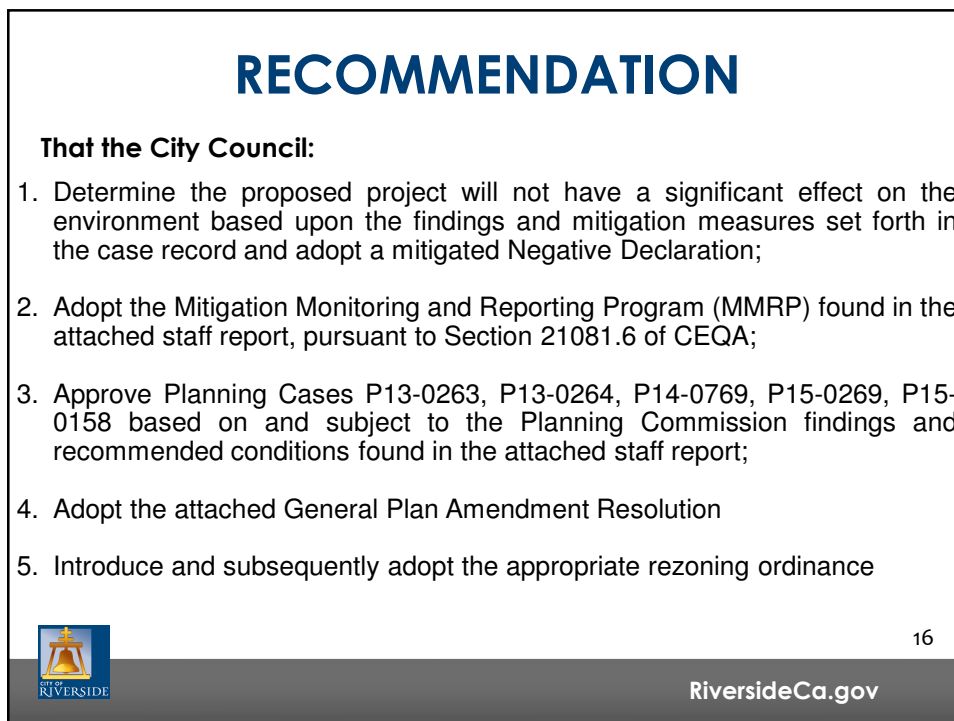 RECOMMENDATION
That the City Council:
1. Determine the proposed project will not have a significant effect on the
environment based upon the findings and mitigation measures set forth in
the case record and adopt a mitigated Negative Declaration;
2. Adopt the Mitigation Monitoring and Reporting Program (MMRP) found in the
attached staff report, pursuant to Section 21081.6 of CEQA;
3. Approve Planning Cases P13-0263, P13-0264, P14-0769, P15-0269, P15-
0158 based on and subject to the Planning Commission findings and
recommended conditions found in the attached staff report;
4. Adopt the attached General Plan Amendment Resolution
5. Introduce and subsequently adopt the appropriate rezoning ordinance
16
CITY OF
RIVERSIDE
RiversideCa.gov